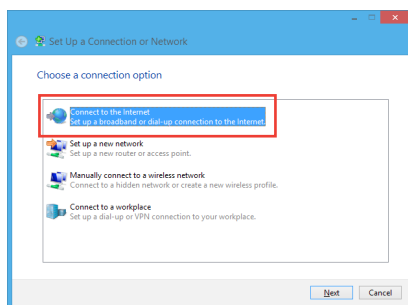 Set Up a Connection or Network
Choose a connection option
Connect to the Internet
Set up a broadband or dial-up connection to the Internet.
Set up a new network
Set up a new router or access point.
Manually connect to a wireless network
Connect to a hidden network or create a new wireless profile.
Connect to a workplace
Set up a dial-up or VPN connection to your workplace.
Next Cancel